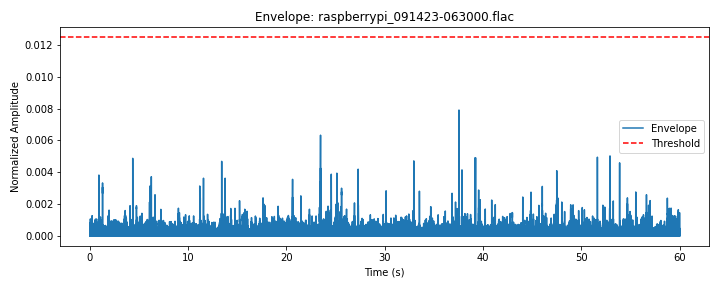 Envelope: raspberrypi_091423-063000.flac
Normalized Amplitude
0.012
0.010
0.008
0.006
0.004
0.002
0.000
Envelope
Threshold
0
10
20
30
40
50
60
Time (s)